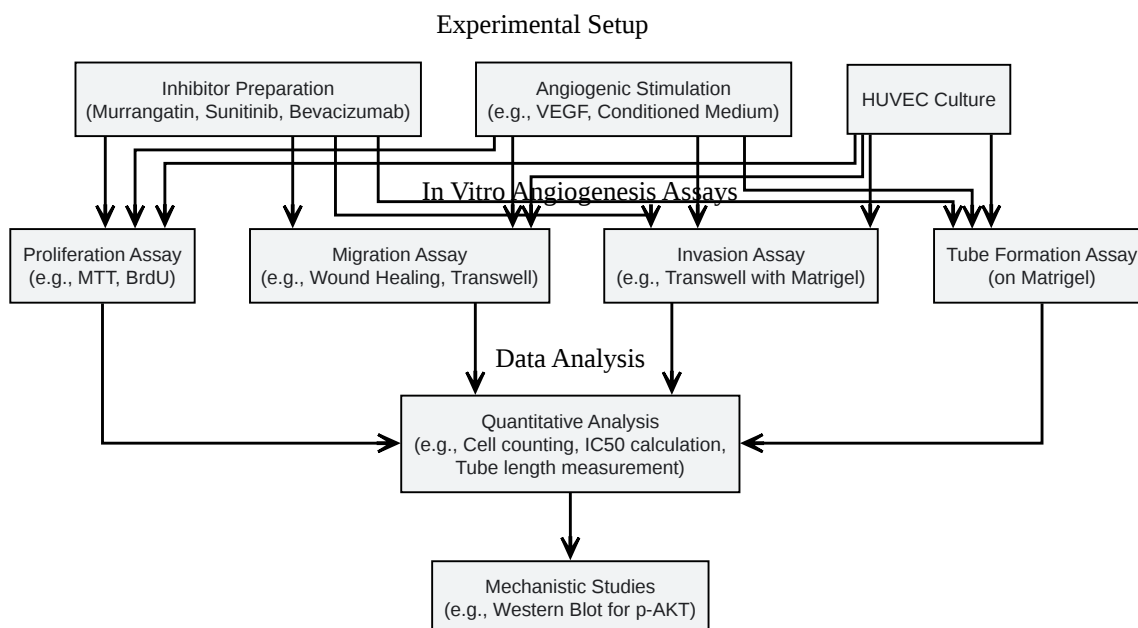 Experimental Setup
Inhibitor Preparation
(Murrangatin, Sunitinib, Bevacizumab)
Angiogenic Stimulation
(e.g., VEGF, Conditioned Medium)
HUVEC Culture
In Vitro Angiogenesis Assays
Proliferation Assay
(e.g., MTT, BrdU)
Migration Assay
(e.g., Wound Healing, Transwell)
Invasion Assay
(e.g., Transwell with Matrigel)
Tube Formation Assay
(on Matrigel)
Data Analysis
Quantitative Analysis
(e.g., Cell counting, IC50 calculation,
Tube length measurement)
Mechanistic Studies
(e.g., Western Blot for p-AKT)